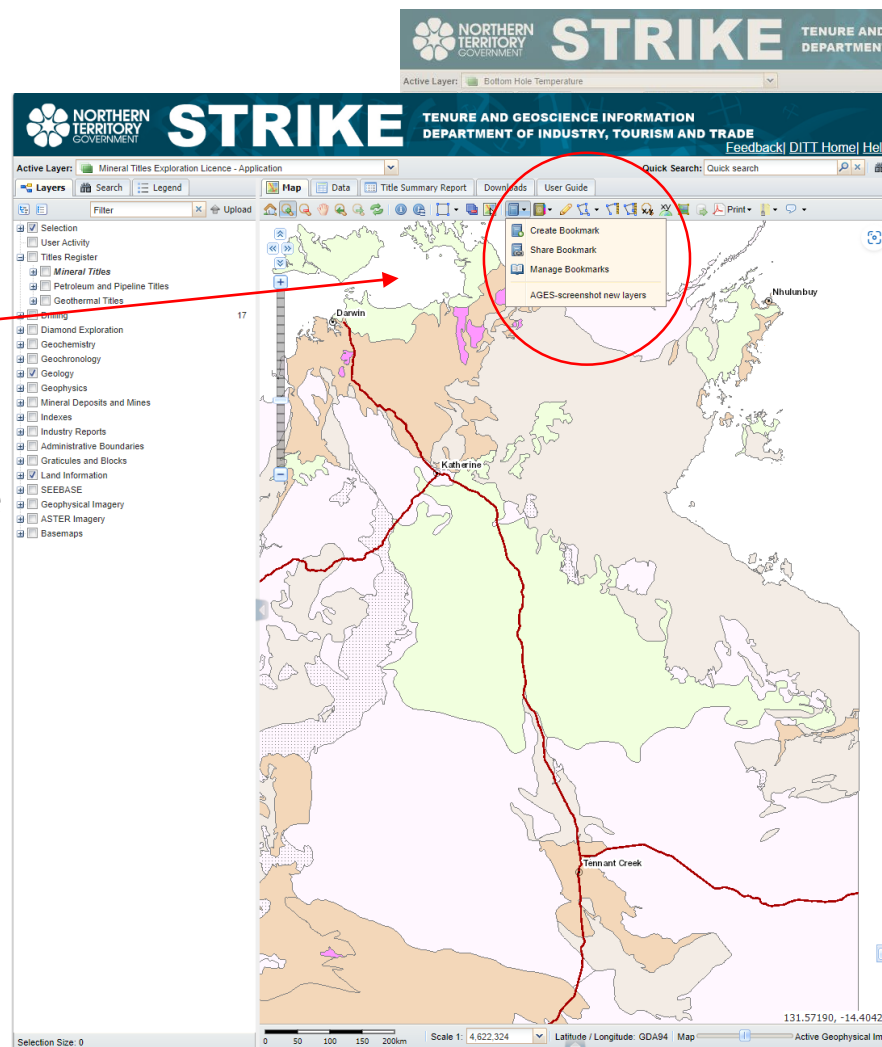 NORTHERN
TERRITORY
GOVERNMENT
STRIKE
TENURE AND
DEPARTMEN
Active Layer: Bottom Hole Temperature
NORTHERN
TERRITORY
GOVERNMENT
STRIKE
TENURE AND GEOSCIENCE INFORMATION
DEPARTMENT OF INDUSTRY, TOURISM AND TRADE
Feedback| DITT Home| Hel
Active Layer: Mineral Titles Exploration Licence - Application
Quick Search: Quick search
Layers Search Legend
Map Data Title Summary Report Downloads User Guide
Filter Upload
Print
Selection
User Activity
Titles Register
Mineral Titles
Petroleum and Pipeline Titles
Geothermal Titles
Drilling 17
Diamond Exploration
Geochemistry
Geochronology
Geology
Geophysics
Mineral Deposits and Mines
Indexes
Industry Reports
Administrative Boundaries
Graticules and Blocks
Land Information
SEEBASE
Geophysical Imagery
ASTER Imagery
Basemaps
Create Bookmark
Share Bookmark
Manage Bookmarks
AGES-screenshot new layers
Nhulunbuy
Darwin
Katherine
Tennant Creek
131.57190, -14.4042
Selection Size: 0
0 50 100 150 200km
Scale 1: 4,622,324
Latitude / Longitude: GDA94
Map
Active Geophysical Im